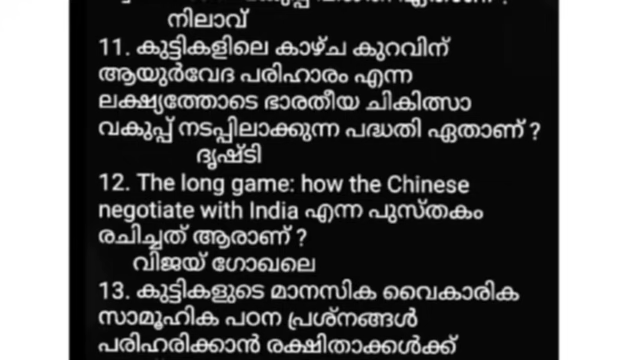 നിലാവ്
11. കുട്ടികളിലെ കാഴ്ച കുറവിന്
ആയുർവേദ പരിഹാരം എന്ന
ലക്ഷ്യത്തോടെ ഭാരതീയ ചികിത്സാ
വകുപ്പ് നടപ്പിലാക്കുന്ന പദ്ധതി ഏതാണ് ?
ദൃഷ്ടി
12. The long game: how the Chinese
negotiate with India എന്ന പുസ്തകം
രചിച്ചത് ആരാണ് ?
വിജയ് ഗോഖലെ
13. കുട്ടികളുടെ മാനസിക വൈകാരിക
സാമൂഹിക പഠന പ്രശ്നങ്ങൾ
പരിഹരിക്കാൻ രക്ഷിതാക്കൾക്ക്